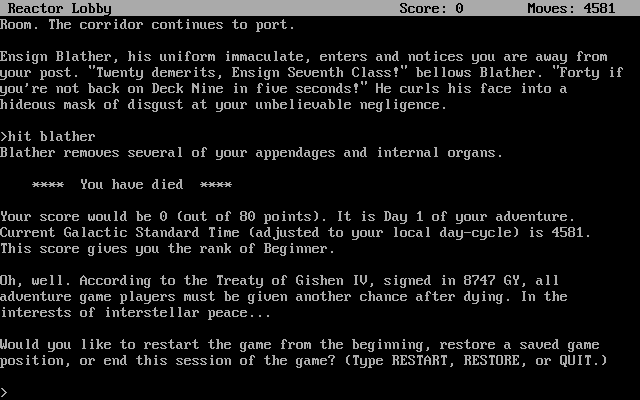 Reactor Lobby Score: 0 Moves: 4581
Room. The corridor continues to port.
Ensign Blather, his uniform immaculate, enters and notices you are away from
your post. "Twenty demerits, Ensign Seventh Class!" bellows Blather. "Forty if
you're not back on Deck Nine in five seconds!" He curls his face into a
hideous mask of disgust at your unbelievable negligence.
>hit blather
Blather removes several of your appendages and internal organs.
**** You have died ****
Your score would be 0 (out of 80 points). It is Day 1 of your adventure.
Current Galactic Standard Time (adjusted to your local day-cycle) is 4581.
This score gives you the rank of Beginner.
Oh, well. According to the Treaty of Gishen IV, signed in 8747 GY, all
adventure game players must be given another chance after dying. In the
interests of interstellar peace...
Would you like to restart the game from the beginning, restore a saved game
position, or end this session of the game? (Type RESTART, RESTORE, or QUIT.)
>